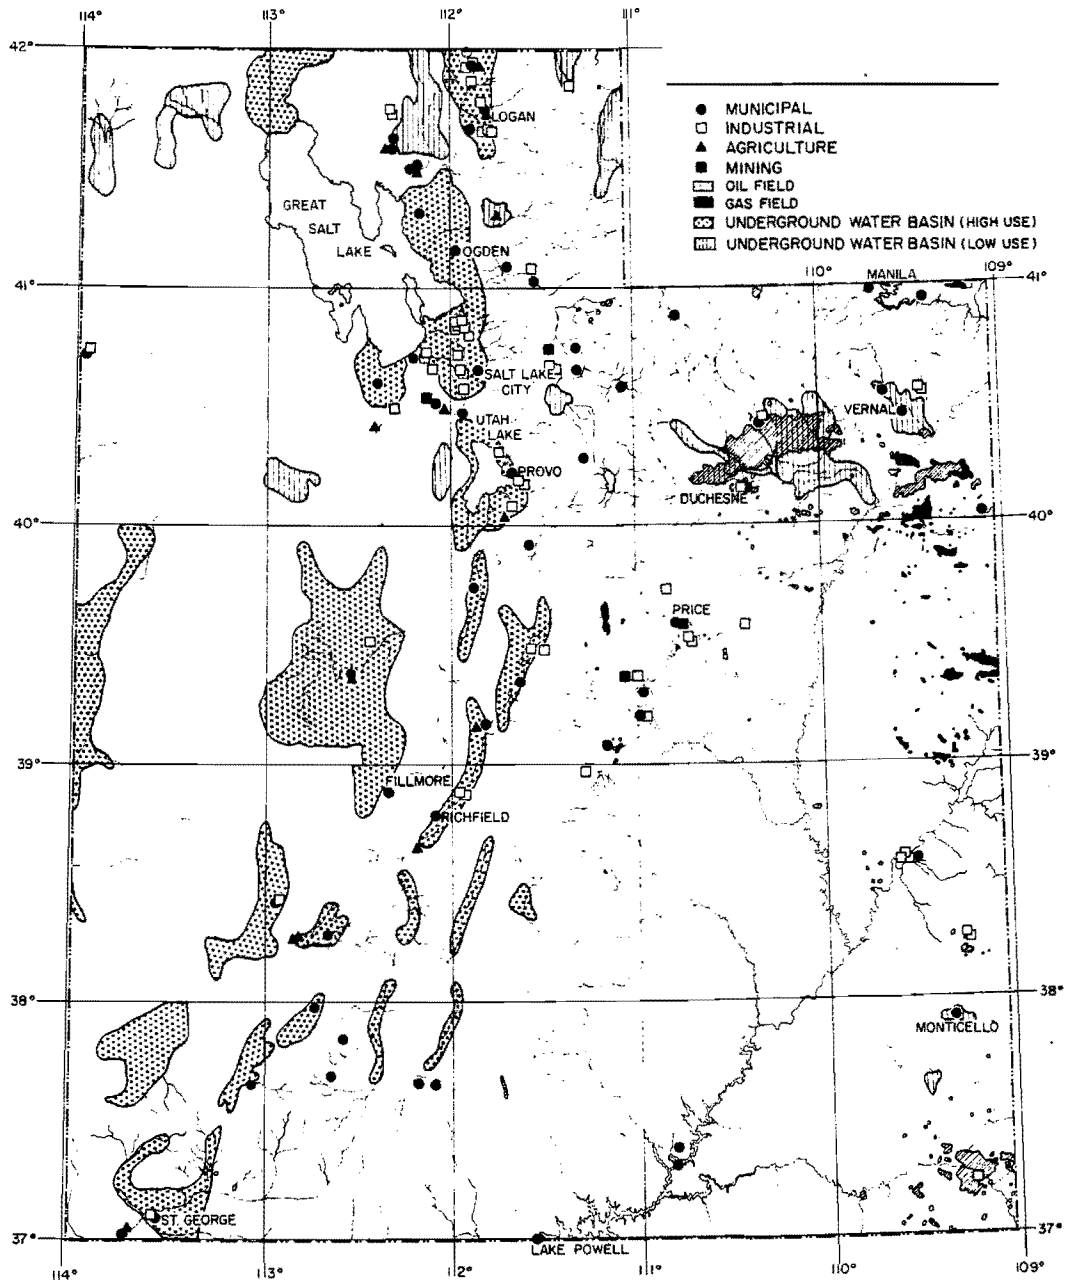 114°
113°
112°
111°
42°
MUNICIPAL
INDUSTRIAL
AGRICULTURE
MINING
OIL FIELD
GAS FIELD
UNDERGROUND WATER BASIN (HIGH USE)
UNDERGROUND WATER BASIN (LOW USE)
LOGAN
GREAT
SALT
LAKE
OGDEN
110°
MANILA
109°
41°
41°
SALT LAKE
CITY
VERNAL
UTAH
LAKE
PROVO
DUCHESNE
40°
40°
PRICE
39°
39°
FILLMORE
RICHFIELD
38°
38°
MONTICELLO
ST. GEORGE
37°
37°
LAKE POWELL
114°
113°
112°
111°
110°
109°